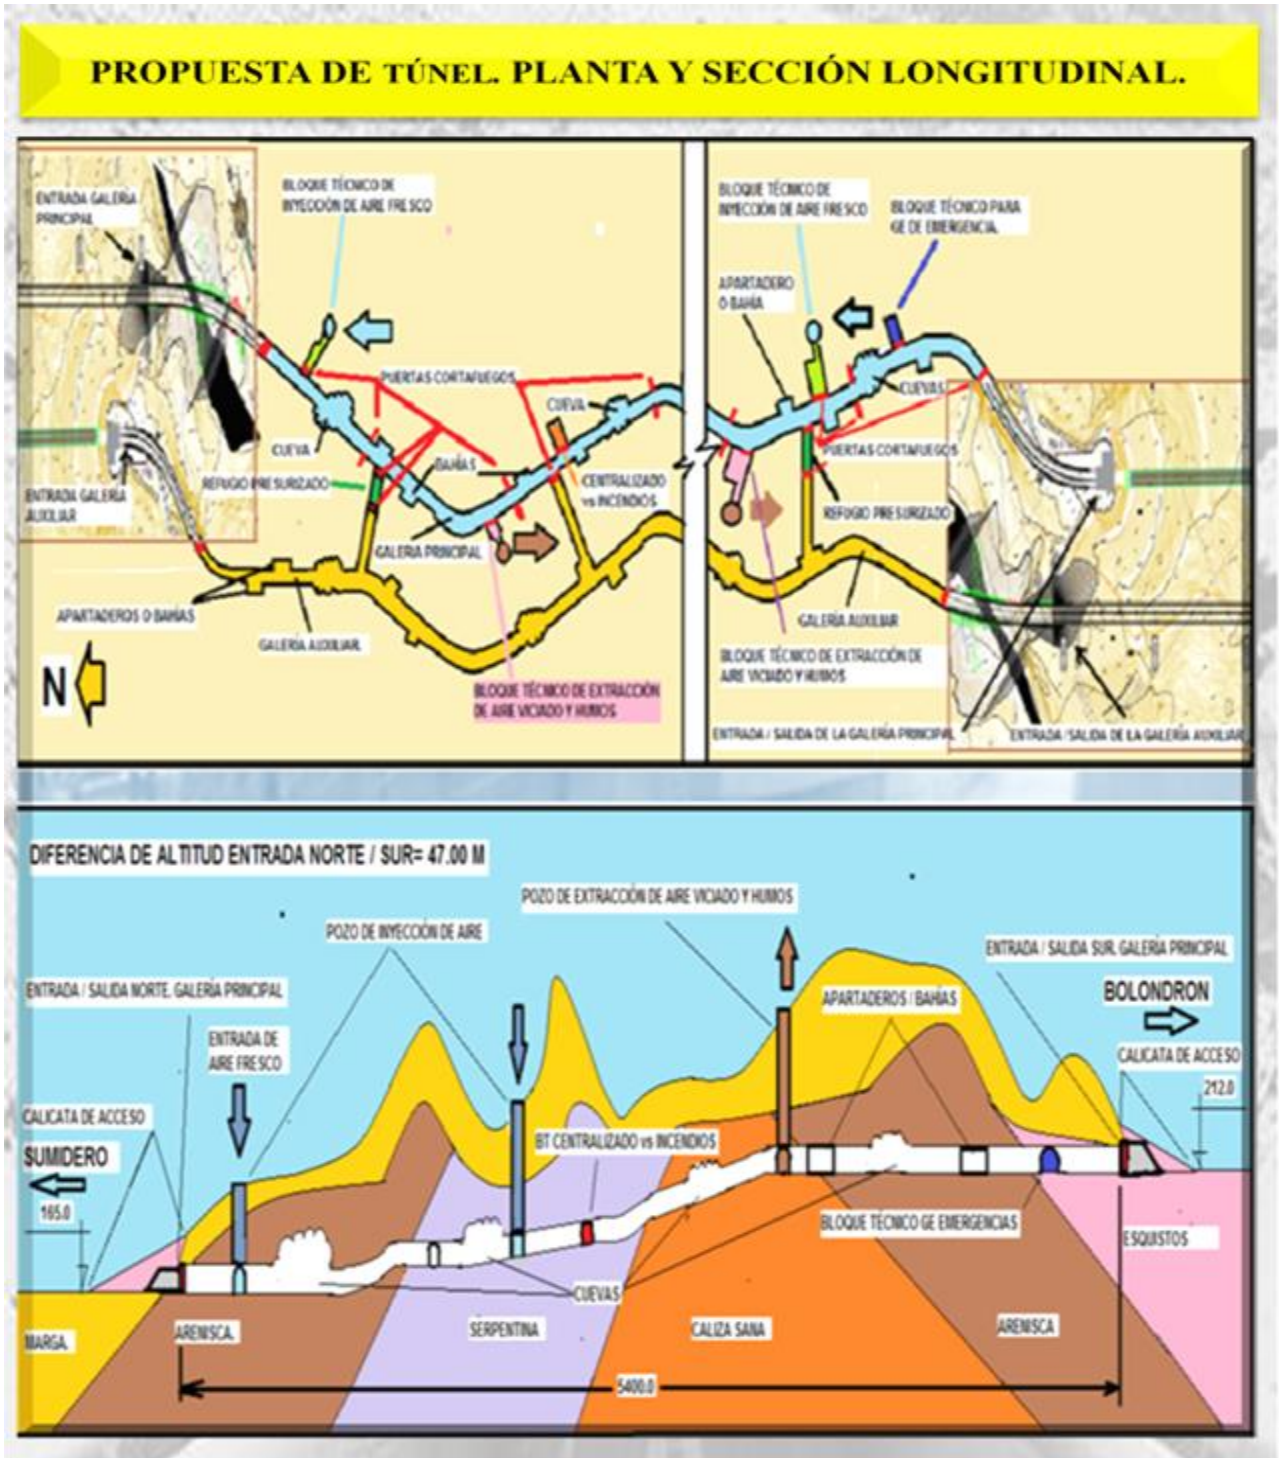 PROPUESTA DE TÚNEL. PLANTA Y SECCIÓN LONGITUDINAL.
ENTRADA GALERÍA
PRINCIPAL
BLOQUE TÉCNICO DE
INYECCIÓN DE AIRE FRESCO
BLOQUE TÉCNICO DE
INYECCIÓN DE AIRE FRESCO
BLOQUE TÉCNICO PARA
GE DE EMERGENCIA.
APARTADERO
O BAHÍA
PUERTAS CORTAFUEGOS
CUEVA
CUEVAS
CUEVA
BAHÍAS
PUERTAS CORTAFUEGOS
REFUGIO PRESURIZADO
CENTRALIZADO
vs INCENDIOS.
ENTRADA GALERÍA
AUXILIAR
REFUGIO PRESURIZADO
GALERIA PRINCIPAL
APARTADEROS O BAHÍAS
GALERÍA AUXILIAR.
GALERÍA AUXILIAR
BLOQUE TÉCNICO DE EXTRACCIÓN DE
AIRE VICIADO Y HUMOS
N
BLOQUE TÉCNICO DE EXTRACCIÓN
DE AIRE VICIADO Y HUMOS
ENTRADA / SALIDA DE LA GALERÍA PRINCIPAL
ENTRADA / SALIDA DE LA GALERÍA AUXILIAR
DIFERENCIA DE ALTITUD ENTRADA NORTE / SUR= 47.00 M
POZO DE EXTRACCIÓN DE AIRE VICIADO Y HUMOS
POZO DE INYECCIÓN DE AIRE
ENTRADA / SALIDA SUR. GALERÍA PRINCIPAL
ENTRADA / SALIDA NORTE. GALERÍA PRINCIPAL
BOLONDRON
APARTADEROS / BAHÍAS
ENTRADA DE
AIRE FRESCO
CALICATA DE ACCESO
212.0
CALICATA DE ACCESO
BT CENTRALIZADO vs INCENDIOS
SUMIDERO
165.0
BLOQUE TÉCNICO GE EMERGENCIAS
ESQUISTOS
CUEVAS
MARGA.
ARENISCA.
SERPENTINA
CALIZA SANA
ARENISCA
5400.0